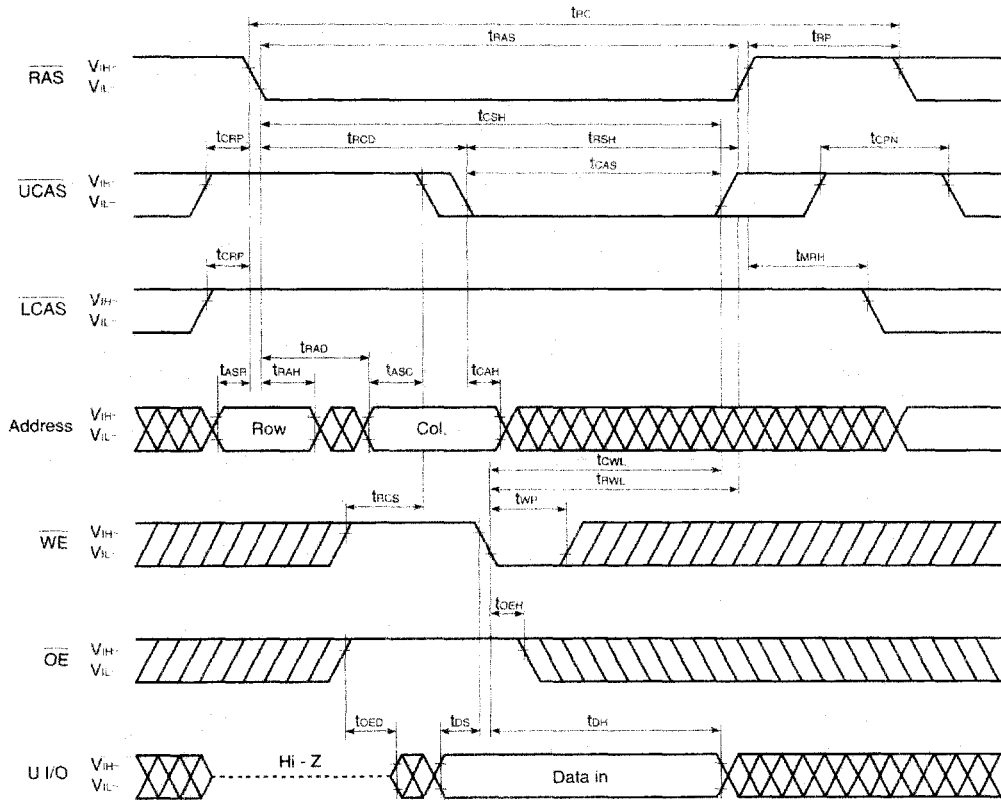 tRC
tRAS
tRP
RAS
VIH-
VIL-
tCSH
tCRP
tRCD
tRSH
tCPN
tCAS
UCAS
VIH-
VIL-
tCRP
tMRH
LCAS
VIH-
VIL-
tRAD
tASR
tRAH
tASC
tCAH
Address
VIH-
VIL-
Row
Col.
tCWL
tRWL
tRCS
tWP
WE
VIH-
VIL-
tOEH
OE
VIH-
VIL-
tOED
tDS
tDH
U I/O
VIH-
VIL-
Hi - Z
Data in